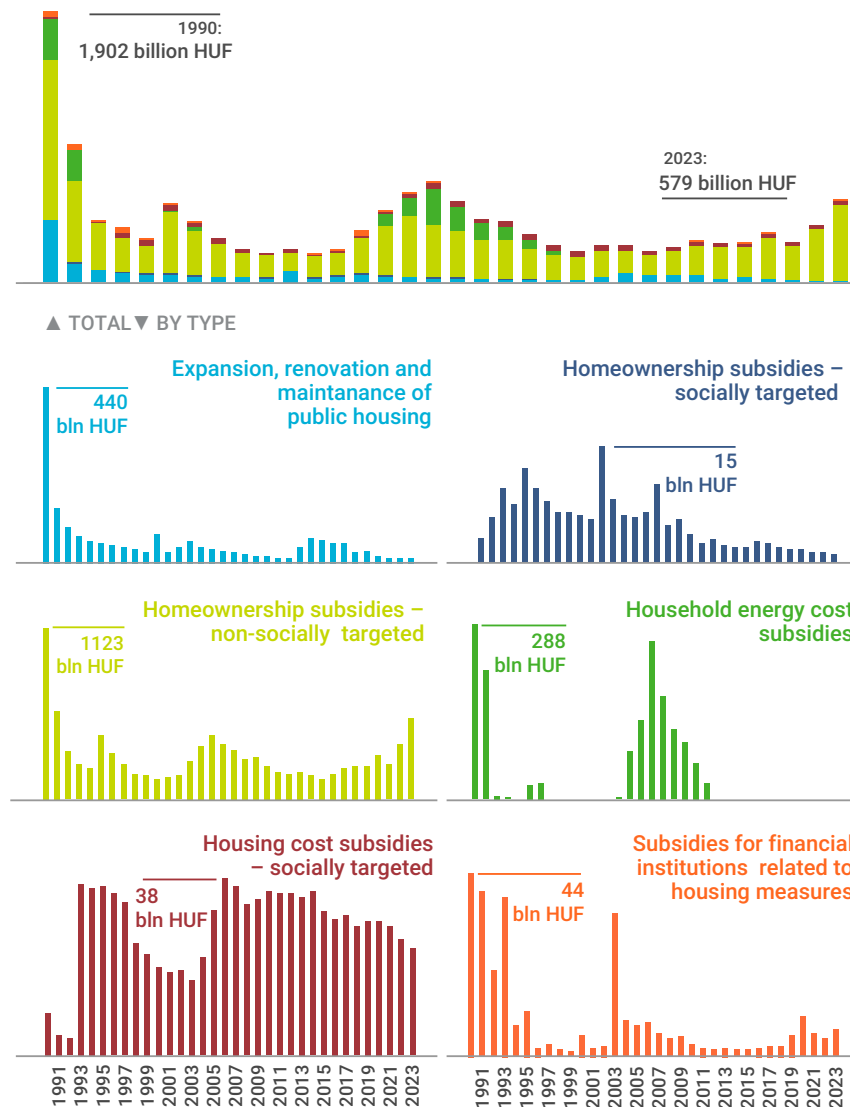 1990:
1,902 billion HUF
2023:
579 billion HUF
▲ TOTAL ▼ BY TYPE
Expansion, renovation and
maintanance of
public housing
440
bln HUF
Homeownership subsidies –
socially targeted
15
bln HUF
Homeownership subsidies –
non-socially targeted
1123
bln HUF
Household energy cost
subsidies
288
bln HUF
Housing cost subsidies
– socially targeted
38
bln HUF
Subsidies for financial
institutions related to
housing measures
44
bln HUF
1991 1993 1995 1997 1999 2001 2003 2005 2007 2009 2011 2013 2015 2017 2019 2021 2023
1991 1993 1995 1997 1999 2001 2003 2005 2007 2009 2011 2013 2015 2017 2019 2021 2023